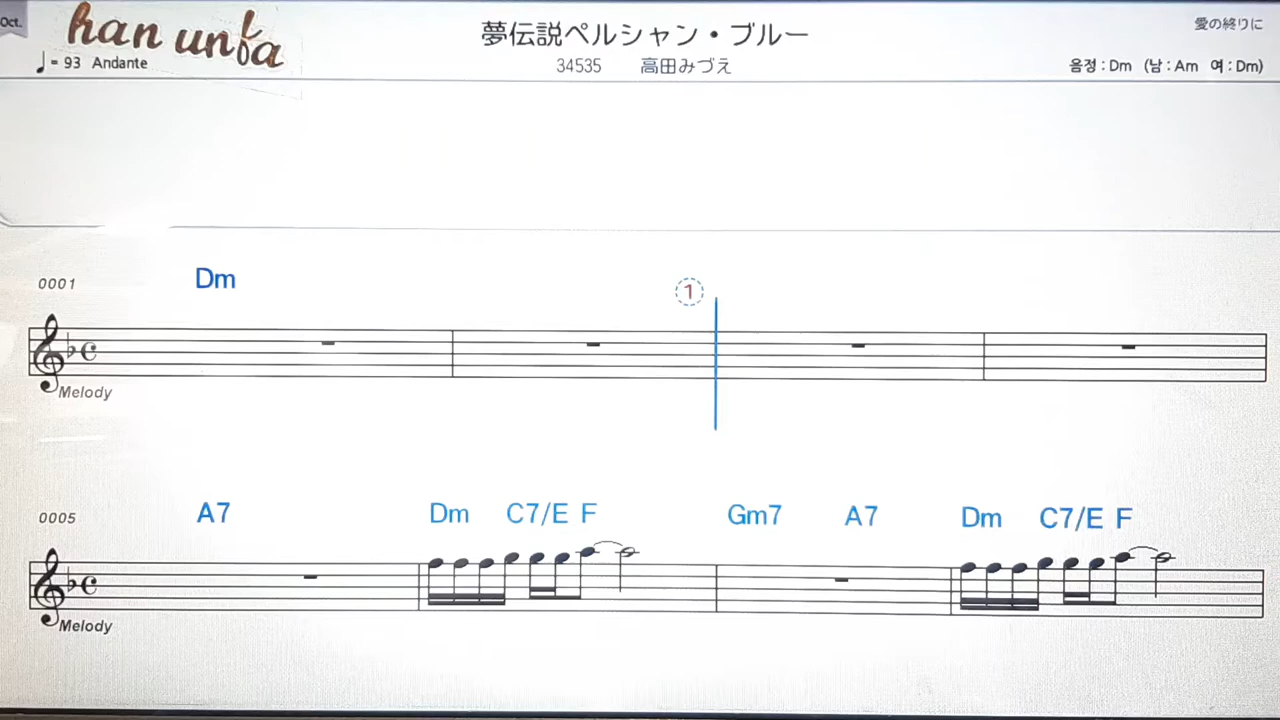 Oct.
han unfa
夢伝説ペルシャン・ブルー
愛の終りに
♩= 93 Andante
34535 高田みづえ
음정 : Dm (남 : Am 여 : Dm)
0001
Dm
1
Melody
0005
A7 Dm C7/E F Gm7 A7 Dm C7/E F
Melody